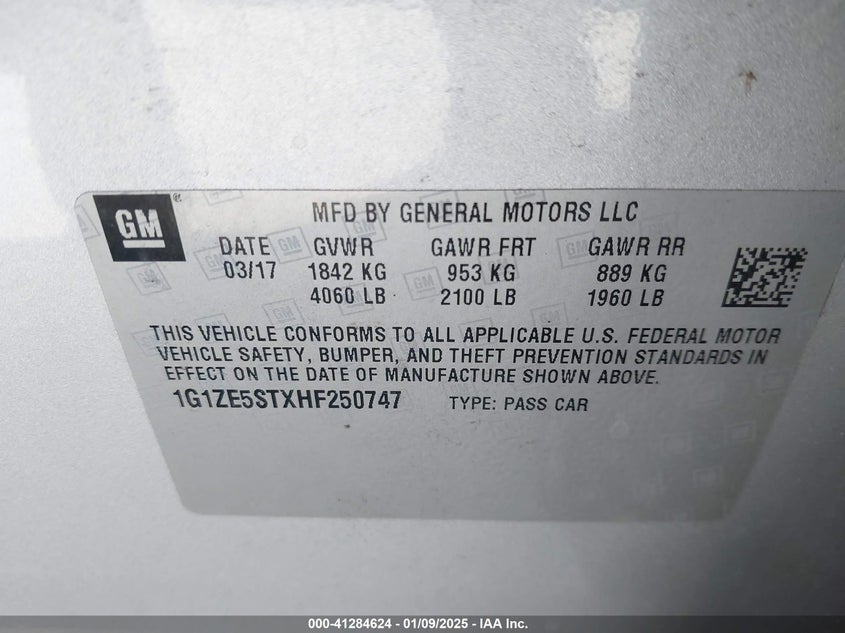 GM
MFD BY GENERAL MOTORS LLC
DATE GVWR GAWR FRT GAWR RR
03/17 1842 KG 953 KG 889 KG
4060 LB 2100 LB 1960 LB
THIS VEHICLE CONFORMS TO ALL APPLICABLE U.S. FEDERAL MOTOR
VEHICLE SAFETY, BUMPER, AND THEFT PREVENTION STANDARDS IN
EFFECT ON THE DATE OF MANUFACTURE SHOWN ABOVE.
1G1ZE5STXHF250747 TYPE: PASS CAR
000-41284624 - 01/09/2025 - IAA Inc.